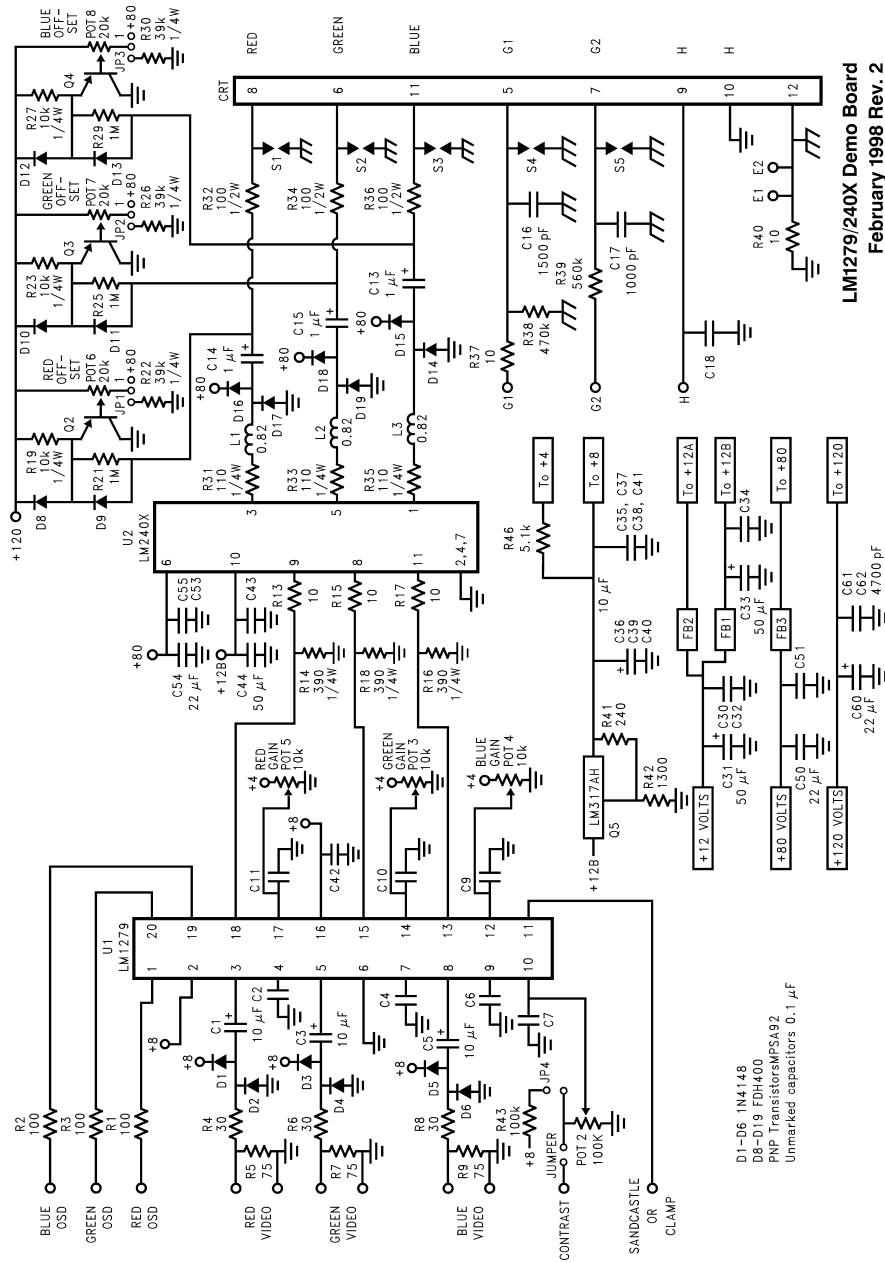 R2
100
R3
100
R1
100
BLUE
OSD
GREEN
OSD
RED
OSD
U1
LM1279
1
2
3
4
5
6
7
8
9
10
20
19
18
17
16
15
14
13
12
11
+8
C1
10 μF
+
+8
D1
D2
R4
30
R5
75
RED
VIDEO
C2
C3
10 μF
+
+8
D3
D4
R6
30
R7
75
GREEN
VIDEO
C4
C5
10 μF
+
+8
D5
D6
R8
30
R9
75
BLUE
VIDEO
C6
C7
R43
100k
+8
JP4
JUMPER
POT2
100K
CONTRAST
SANDCASTLE
OR
CLAMP
C11
+4
RED
GAIN
POT5
10k
+8
C42
C10
+4
GREEN
GAIN
POT3
10k
C9
+4
BLUE
GAIN
POT4
10k
R14
390
1/4W
R18
390
1/4W
R16
390
1/4W
R13
10
R15
10
R17
10
+80
C54
22 μF
C55
C53
+12B
C44
50 μF
C43
U2
LM240X
6
10
9
8
11
2,4,7
3
5
1
R31
110
1/4W
L1
0.82
R33
110
1/4W
L2
0.82
R35
110
1/4W
L3
0.82
+80
D16
D17
C14
1 μF
+
+80
D18
D19
C15
1 μF
+
+80
D15
D14
C13
1 μF
+
+120
D8
D9
R19
10k
1/4W
R21
1M
Q2
RED
OFF-
SET
POT6
20k
1
+80
JP1
R22
39k
1/4W
D10
D11
R23
10k
1/4W
R25
1M
Q3
GREEN
OFF-
SET
POT7
20k
1
+80
JP2
R26
39k
1/4W
D12
D13
R27
10k
1/4W
R29
1M
Q4
BLUE
OFF-
SET
POT8
20k
1
+80
JP3
R30
39k
1/4W
R32
100
1/2W
R34
100
1/2W
R36
100
1/2W
S1
S2
S3
S4
S5
CRT
8
6
11
5
7
9
10
12
RED
GREEN
BLUE
G1
G2
H
H
G1
R37
10
R38
470k
C16
1500 pF
G2
R39
560k
C17
1000 pF
H
C18
R40
10
E1
E2
+12B
LM317AH
Q5
R41
240
R42
1300
+
C36
C39
C40
10 μF
C35, C37
C38, C41
R46
5.1k
To +4
To +8
+12 VOLTS
+
C31
50 μF
C30
C32
FB2
FB1
To +12A
To +12B
+
C33
50 μF
C34
+80 VOLTS
C50
22 μF
C51
FB3
To +80
+120 VOLTS
+
C60
22 μF
C61
C62
4700 pF
To +120
D1-D6 1N4148
D8-D19 FDH400
PNP TransistorsMPSA92
Unmarked capacitors 0.1 μF
LM1279/240X Demo Board
February 1998 Rev. 2